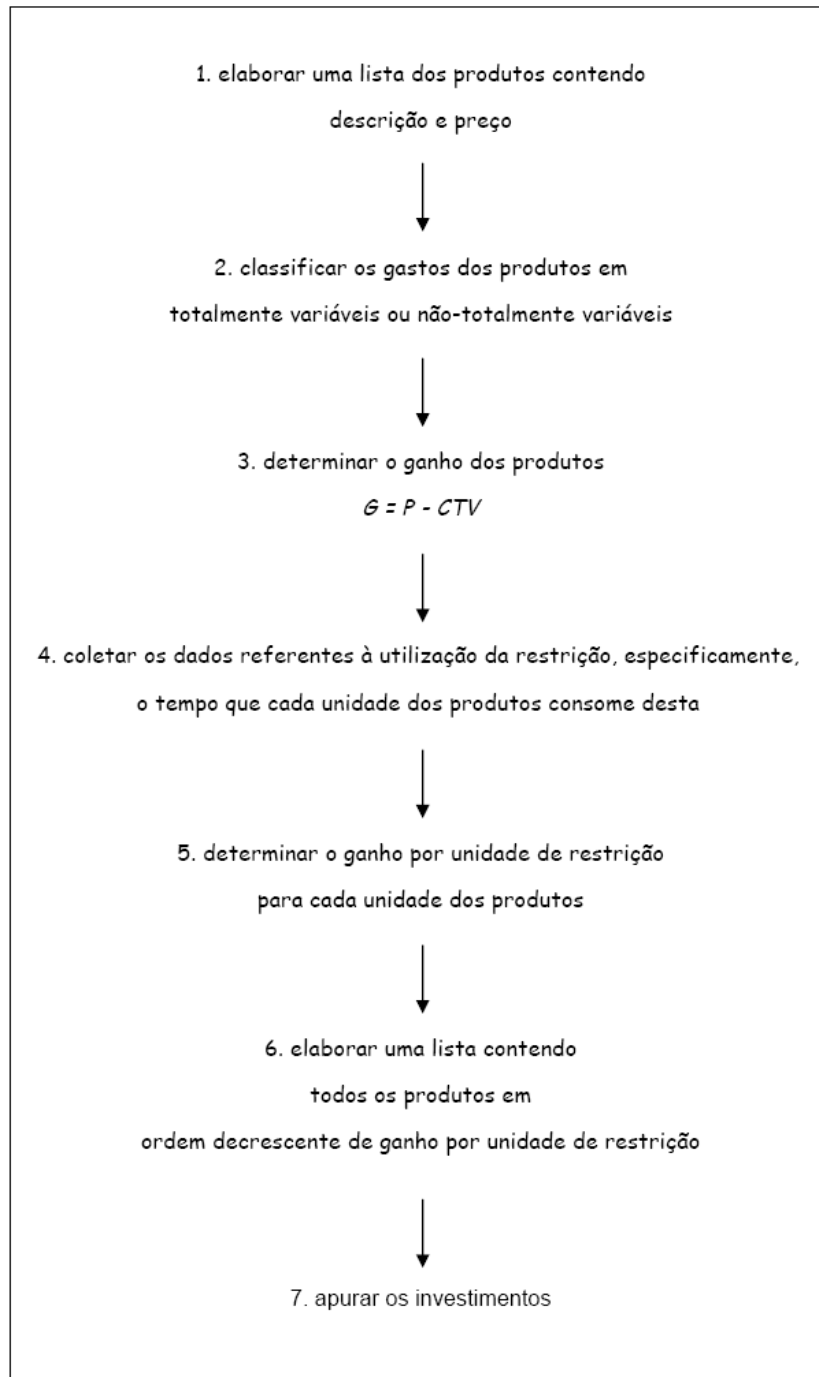 1. elaborar uma lista dos produtos contendo
descrição e preço
2. classificar os gastos dos produtos em
totalmente variáveis ou não-totalmente variáveis
3. determinar o ganho dos produtos
G = P - CTV
4. coletar os dados referentes à utilização da restrição, especificamente,
o tempo que cada unidade dos produtos consome desta
5. determinar o ganho por unidade de restrição
para cada unidade dos produtos
6. elaborar uma lista contendo
todos os produtos em
ordem decrescente de ganho por unidade de restrição
7. apurar os investimentos